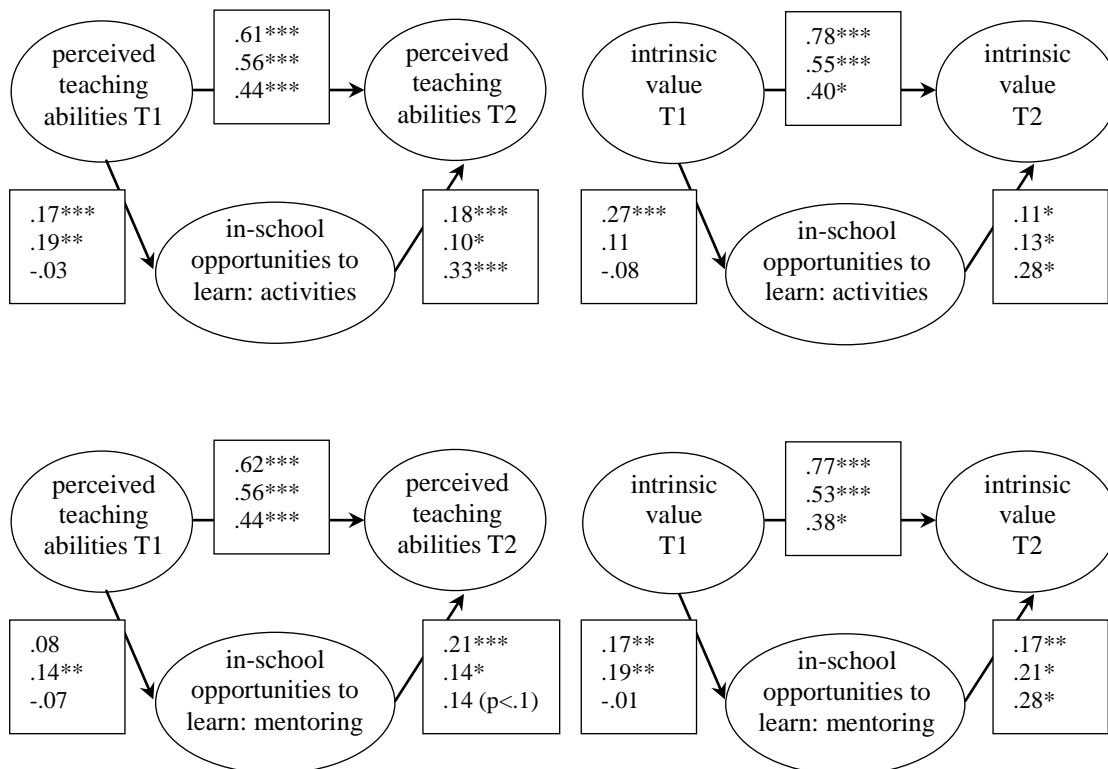 perceived
teaching
abilities T1
.61***
.56***
.44***
perceived
teaching
abilities T2
.17***
.19**
-.03
in-school
opportunities to
learn: activities
.18***
.10*
.33***
intrinsic
value
T1
.78***
.55***
.40*
intrinsic
value
T2
.27***
.11
-.08
in-school
opportunities to
learn: activities
.11*
.13*
.28*
perceived
teaching
abilities T1
.62***
.56***
.44***
perceived
teaching
abilities T2
.08
.14**
-.07
in-school
opportunities to
learn: mentoring
.21***
.14*
.14 (p<.1)
intrinsic
value
T1
.77***
.53***
.38*
intrinsic
value
T2
.17**
.19**
-.01
in-school
opportunities to
learn: mentoring
.17**
.21*
.28*